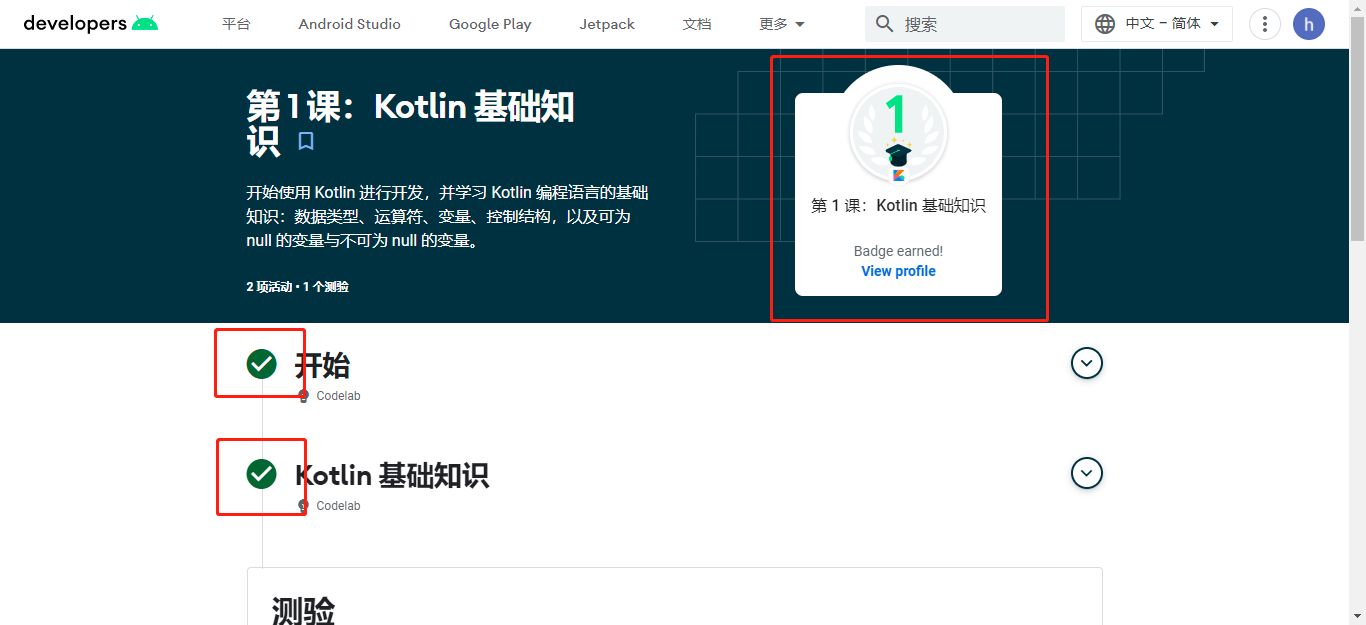 developers
平台
Android Studio
Google Play
Jetpack
文档
更多
搜索
中文 – 简体
h
第 1 课：Kotlin 基础知
识
开始使用 Kotlin 进行开发，并学习 Kotlin 编程语言的基础
知识：数据类型、运算符、变量、控制结构，以及可为
null 的变量与不可为 null 的变量。
2 项活动 • 1 个测验
1
第 1 课：Kotlin 基础知识
Badge earned!
View profile
开始
Codelab
Kotlin 基础知识
Codelab
测验